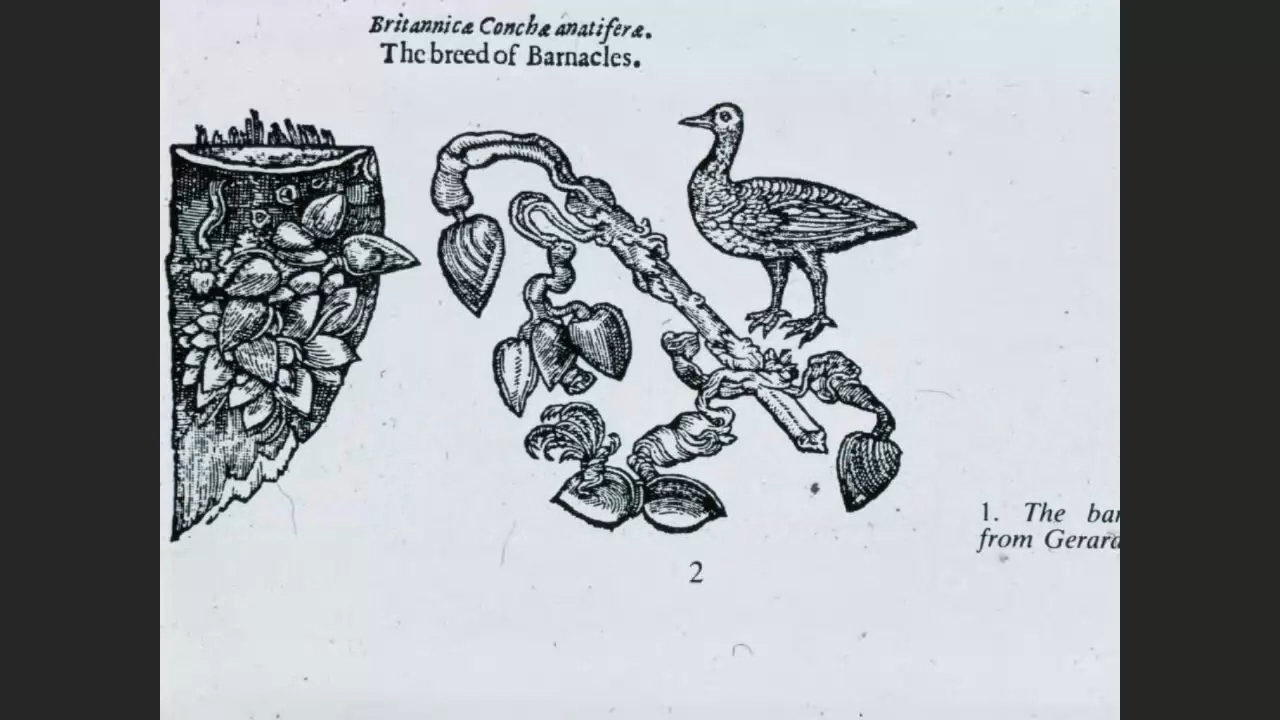 Britannicæ Conchæ anatiferæ.
The breed of Barnacles.
2
1. The
from